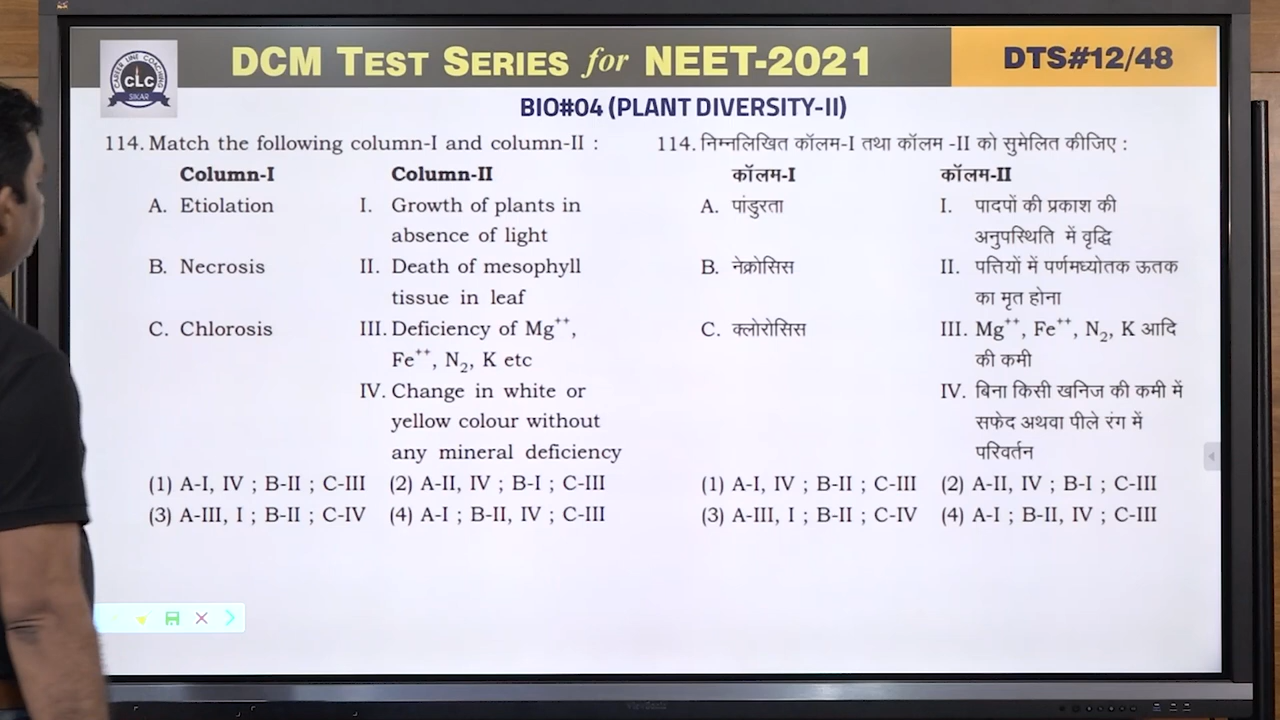 DCM TEST SERIES for NEET-2021
DTS#12/48
CAREER LINE COACHING
CLC
SIKAR
BIO#04 (PLANT DIVERSITY-II)
114. Match the following column-I and column-II :
Column-I Column-II
A. Etiolation I. Growth of plants in
absence of light
B. Necrosis II. Death of mesophyll
tissue in leaf
C. Chlorosis III. Deficiency of Mg⁺⁺,
Fe⁺⁺, N₂, K etc
IV. Change in white or
yellow colour without
any mineral deficiency
(1) A-I, IV ; B-II ; C-III (2) A-II, IV ; B-I ; C-III
(3) A-III, I ; B-II ; C-IV (4) A-I ; B-II, IV ; C-III
114. निम्नलिखित कॉलम-I तथा कॉलम -II को सुमेलित कीजिए :
कॉलम-I कॉलम-II
A. पांडुरता I. पादपों की प्रकाश की
अनुपस्थिति में वृद्धि
B. नेक्रोसिस II. पत्तियों में पर्णमध्योतक ऊतक
का मृत होना
C. क्लोरोसिस III. Mg⁺⁺, Fe⁺⁺, N₂, K आदि
की कमी
IV. बिना किसी खनिज की कमी में
सफेद अथवा पीले रंग में
परिवर्तन
(1) A-I, IV ; B-II ; C-III (2) A-II, IV ; B-I ; C-III
(3) A-III, I ; B-II ; C-IV (4) A-I ; B-II, IV ; C-III
ViewSonic